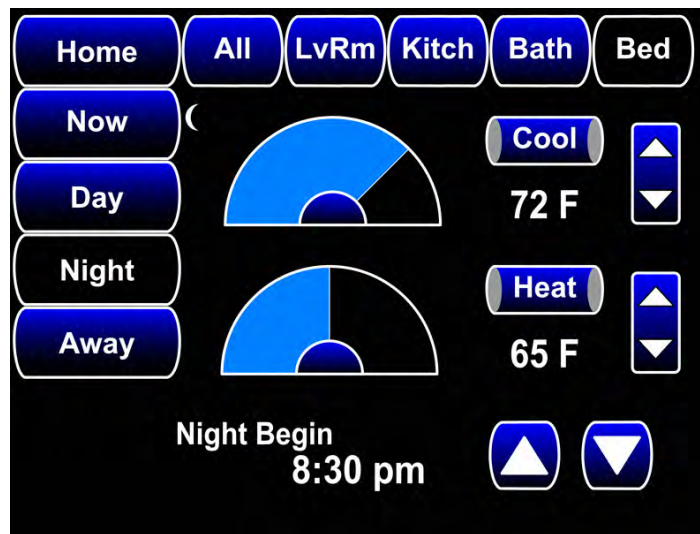 Home All LvRm Kitch Bath Bed
Now
Day
Night
Away
Cool
72 F
Heat
65 F
Night Begin
8:30 pm